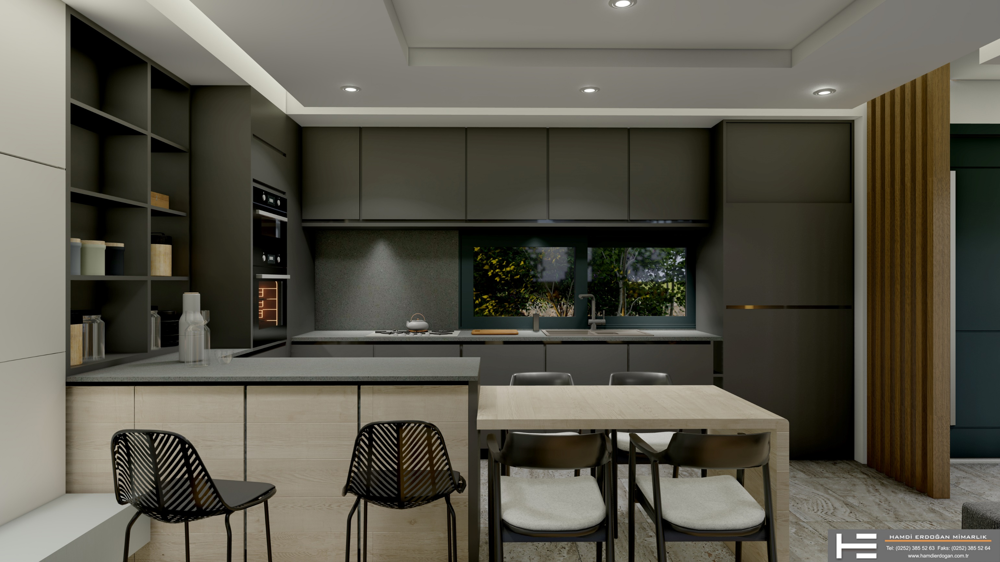 HAMDİ ERDOĞAN MİMARLIK
Tel: (0252) 385 52 63 Faks: (0252) 385 52 64
www.hamdierdogan.com.tr